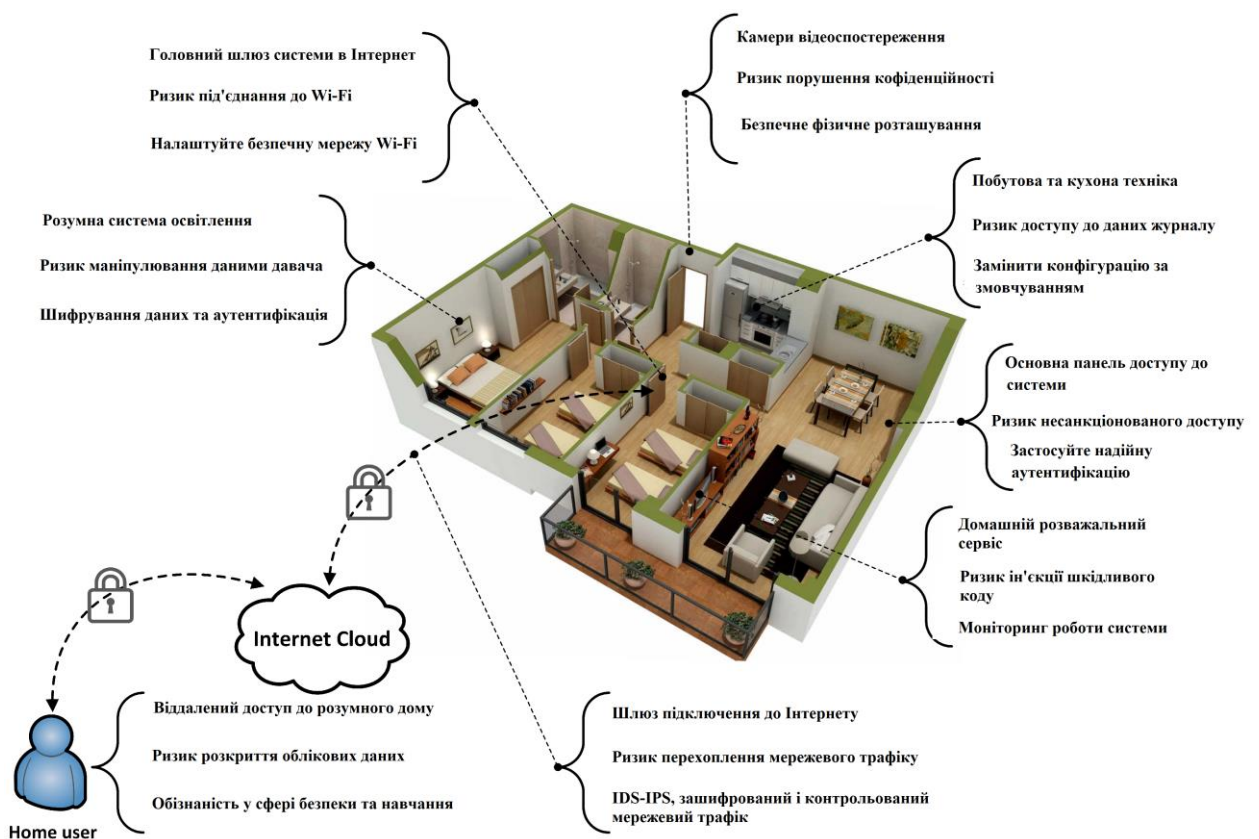 Головний шлюз системи в Інтернет
Ризик під'єднання до Wi-Fi
Налаштуйте безпечну мережу Wi-Fi
Камери відеоспостереження
Ризик порушення кофіденційності
Безпечне фізичне розташування
Побутова та кухона техніка
Ризик доступу до даних журналу
Замінити конфігурацію за
змовчуванням
Розумна система освітлення
Ризик маніпулювання даними давача
Шифрування даних та аутентифікація
Основна панель доступу до
системи
Ризик несанкціонованого доступу
Застосуйте надійну
аутентифікацію
Домашній розважальний
сервіс
Ризик ін'єкції шкідливого
коду
Моніторинг роботи системи
Internet Cloud
Віддалений доступ до розумного дому
Ризик розкриття облікових даних
Обізнаність у сфері безпеки та навчання
Home user
Шлюз підключення до Інтернету
Ризик перехоплення мережевого трафіку
IDS-IPS, зашифрований і контрольований
мережевий трафік